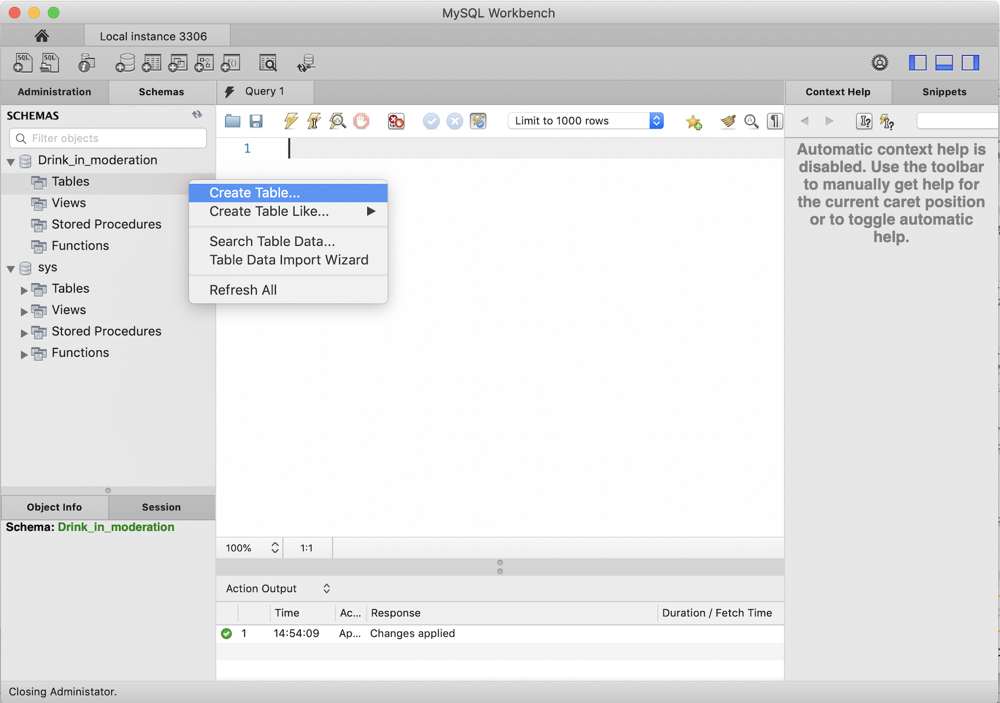 MySQL Workbench
Local instance 3306
SQL SQL
Administration Schemas
Query 1
Context Help Snippets
SCHEMAS
Filter objects
Limit to 1000 rows
1
Drink_in_moderation
Tables
Views
Stored Procedures
Functions
sys
Tables
Views
Stored Procedures
Functions
Create Table...
Create Table Like...
Search Table Data...
Table Data Import Wizard
Refresh All
Automatic context help is
disabled. Use the toolbar
to manually get help for
the current caret position
or to toggle automatic
help.
Object Info Session
Schema: Drink_in_moderation
100% 1:1
Action Output
Time Ac... Response Duration / Fetch Time
1 14:54:09 Ap... Changes applied
Closing Administator.